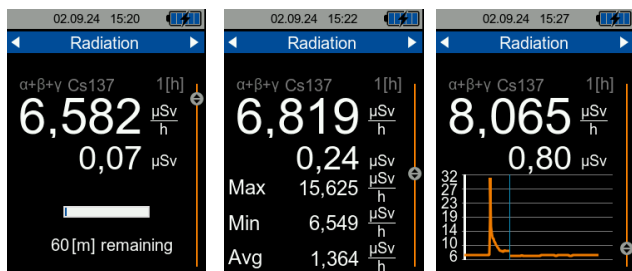 02.09.24 15:20
Radiation
α+β+γ Cs137 1[h]
6,582 µSv/h
0,07 µSv
60[m] remaining
02.09.24 15:22
Radiation
α+β+γ Cs137 1[h]
6,819 µSv/h
0,24 µSv
Max 15,625 µSv/h
Min 6,549 µSv/h
Avg 1,364 µSv/h
02.09.24 15:27
Radiation
α+β+γ Cs137 1[h]
8,065 µSv/h
0,80 µSv
32
27
23
19
14
10
6